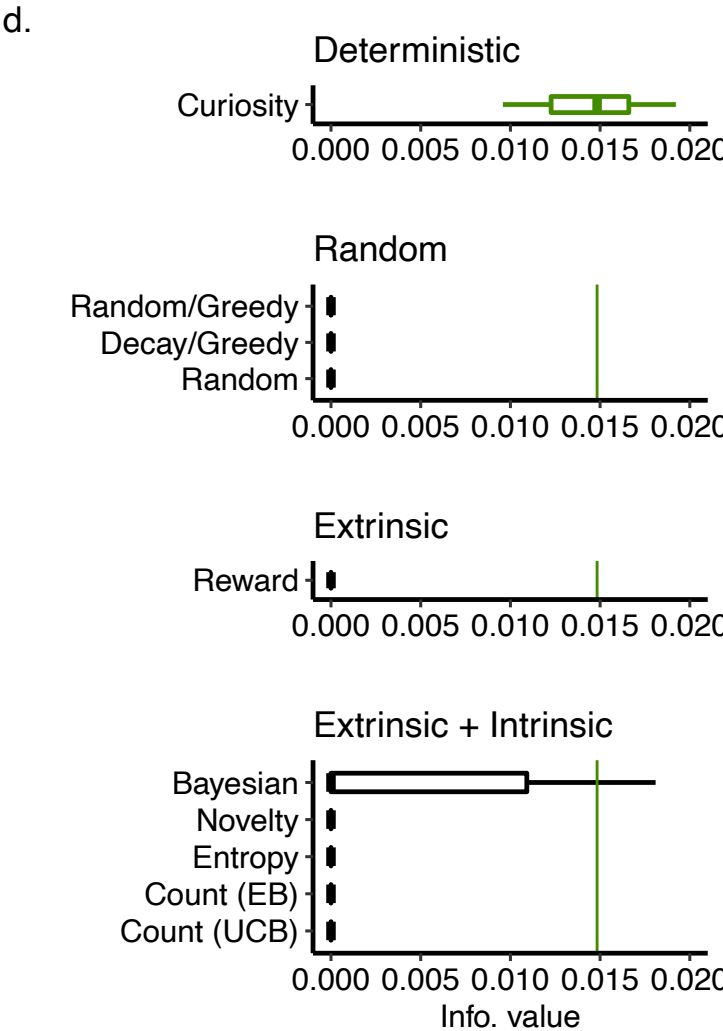 d.
Deterministic
Curiosity
0.000 0.005 0.010 0.015 0.020
Random
Random/Greedy
Decay/Greedy
Random
0.000 0.005 0.010 0.015 0.020
Extrinsic
Reward
0.000 0.005 0.010 0.015 0.020
Extrinsic + Intrinsic
Bayesian
Novelty
Entropy
Count (EB)
Count (UCB)
0.000 0.005 0.010 0.015 0.020
Info. value